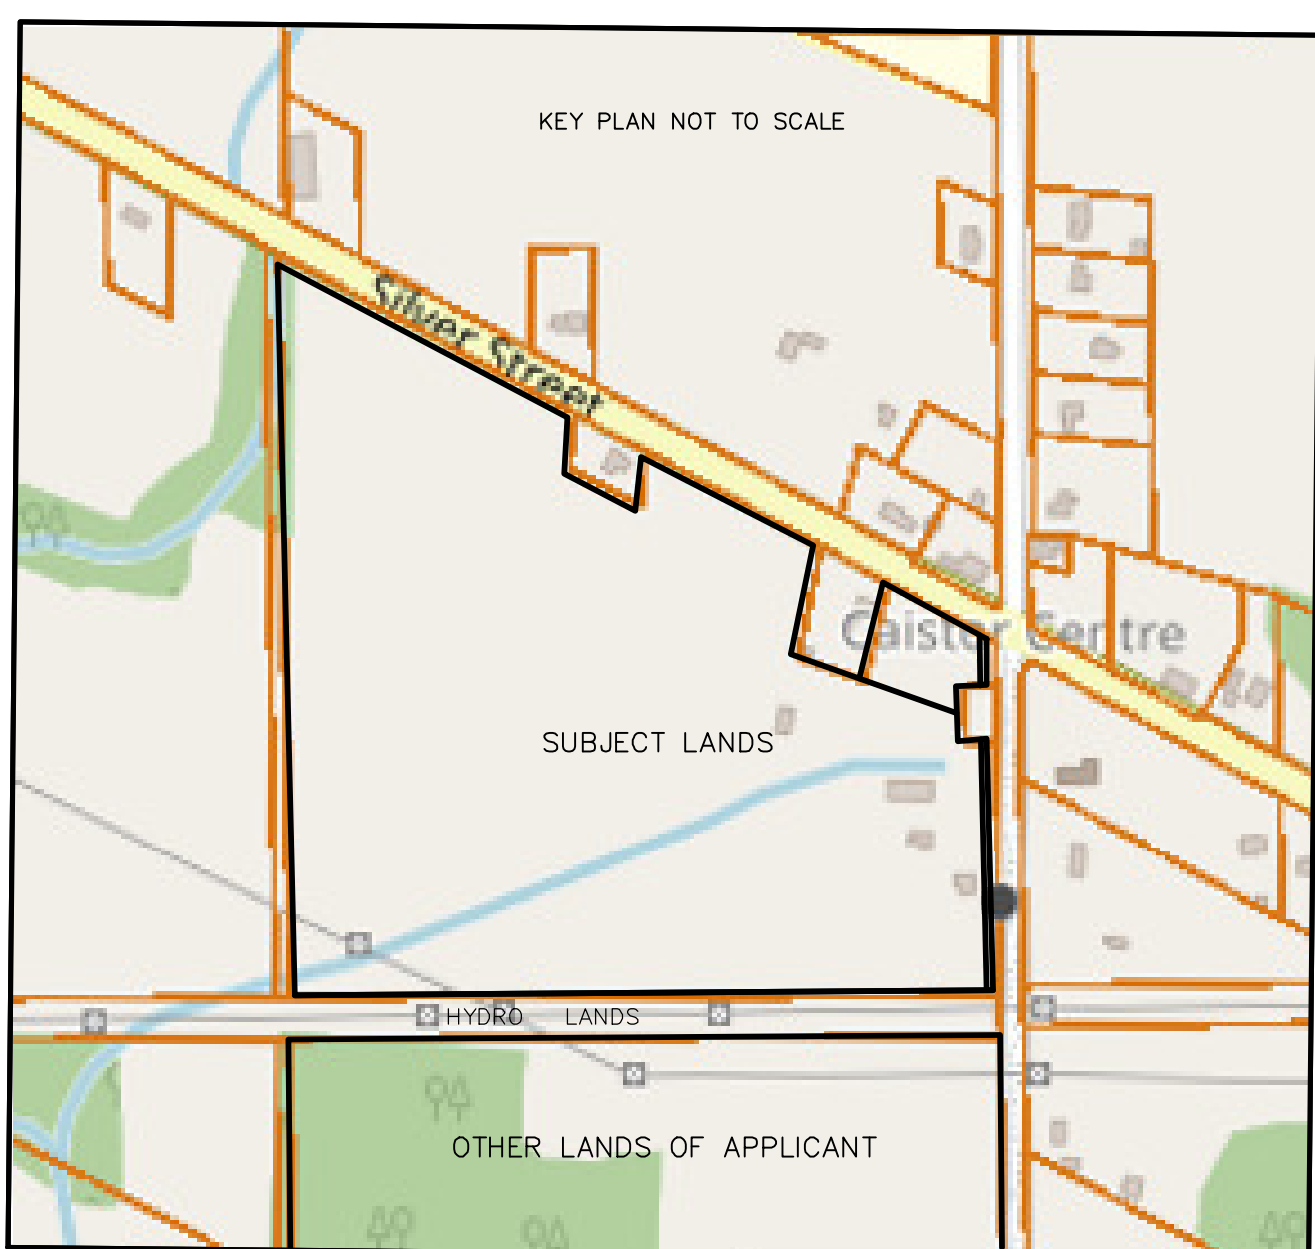 KEY PLAN NOT TO SCALE
Silver Street
Caistor Centre
SUBJECT LANDS
HYDRO LANDS
OTHER LANDS OF APPLICANT